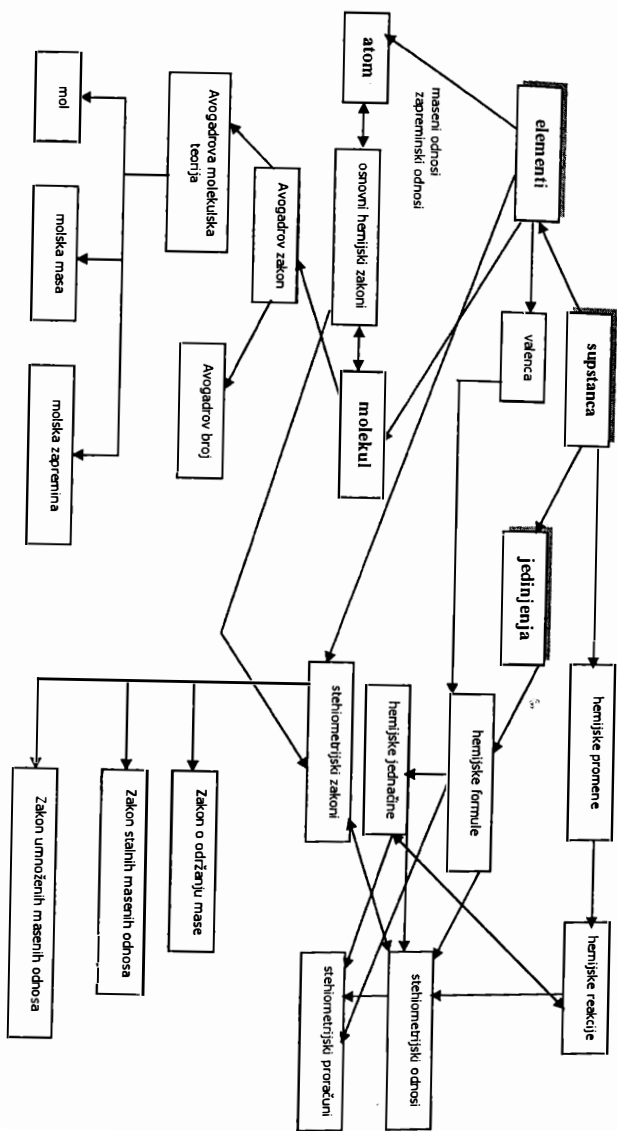 supstanca
elementi
valenca
jedinjenja
hemijske promene
hemijske reakcije
maseni odnosi
zapreminski odnosi
atom
osnovni hemijski zakoni
molekul
hemijske formule
hemijske jednačine
stehiometrijski odnosi
Avogadrov zakon
stehiometrijski zakoni
stehiometrijski proračuni
Avogadrova molekulska
teorija
Avogadrov broj
Zakon o održanju mase
Zakon stalnih masenih odnosa
Zakon umnoženih masenih odnosa
mol
molska masa
molska zapremina